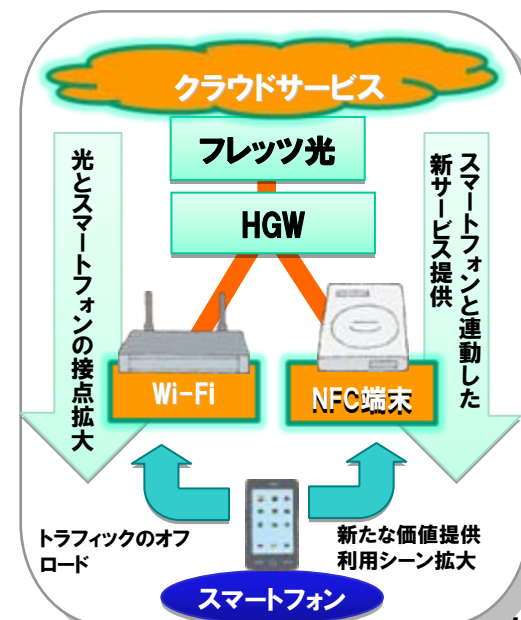 クラウドサービス
フレッツ光
HGW
光とスマートフォンの接点拡大
スマートフォンと連動した
新サービス提供
Wi-Fi
NFC端末
トラフィックのオフ
ロード
新たな価値提供
利用シーン拡大
スマートフォン